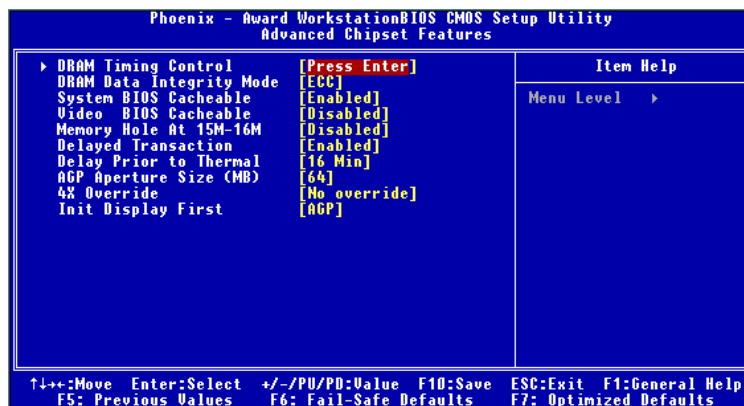 Phoenix - Award WorkstationBIOS CMOS Setup Utility
Advanced Chipset Features
▸ DRAM Timing Control [Press Enter]
DRAM Data Integrity Mode [ECC]
System BIOS Cacheable [Enabled]
Video BIOS Cacheable [Disabled]
Memory Hole At 15M-16M [Disabled]
Delayed Transaction [Enabled]
Delay Prior to Thermal [16 Min]
AGP Aperture Size (MB) [64]
4X Override [No override]
Init Display First [AGP]
Item Help
Menu Level ▸
↑↓→←:Move Enter:Select +/-/PU/PD:Value F10:Save ESC:Exit F1:General Help
F5: Previous Values F6: Fail-Safe Defaults F7: Optimized Defaults